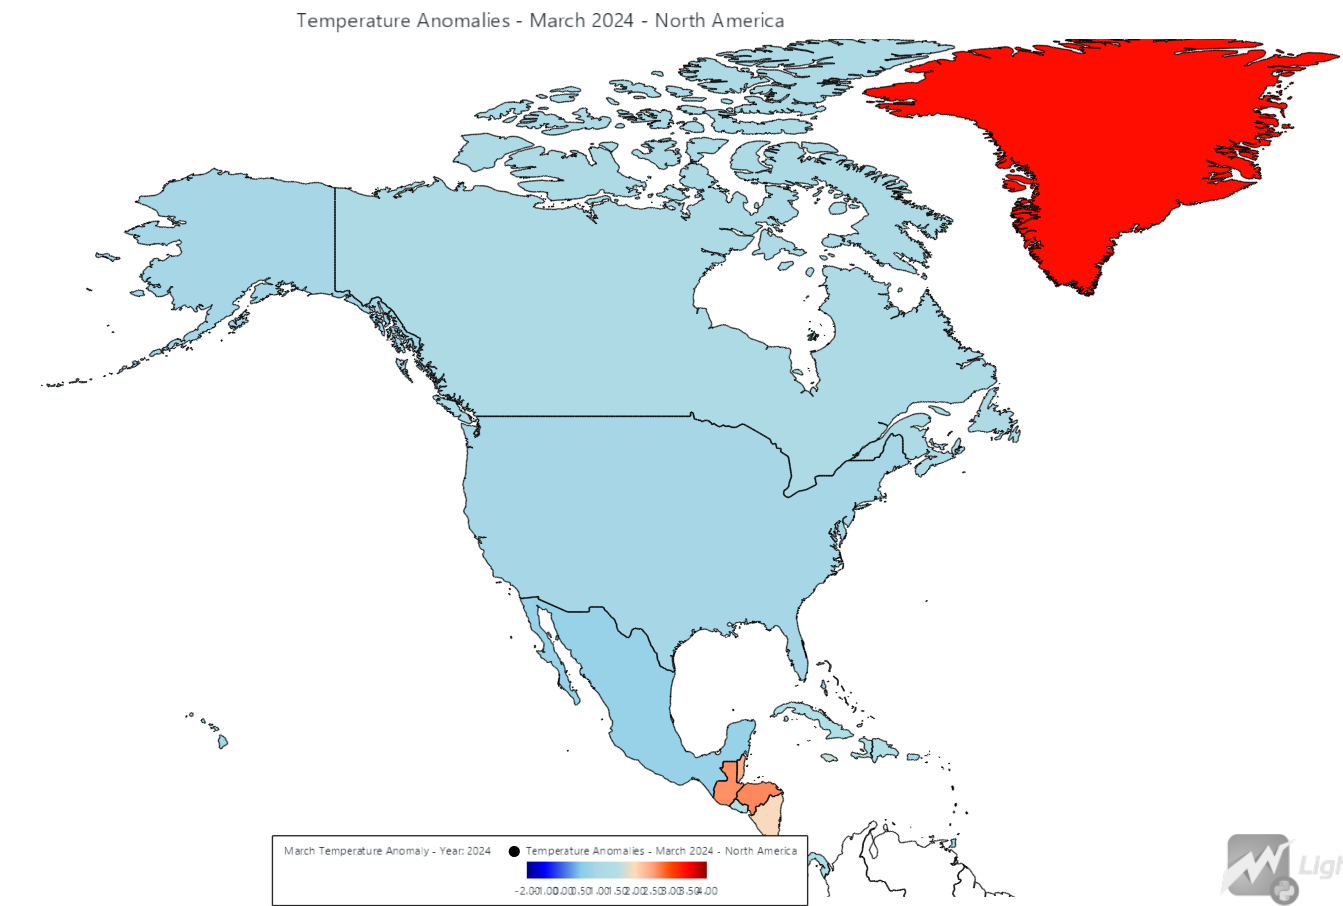 Temperature Anomalies - March 2024 - North America
March Temperature Anomaly - Year: 2024
Temperature Anomalies - March 2024 - North America
-2.00 -1.00 0.00 0.50 1.00 1.50 2.00 2.50 3.00 3.50 4.00